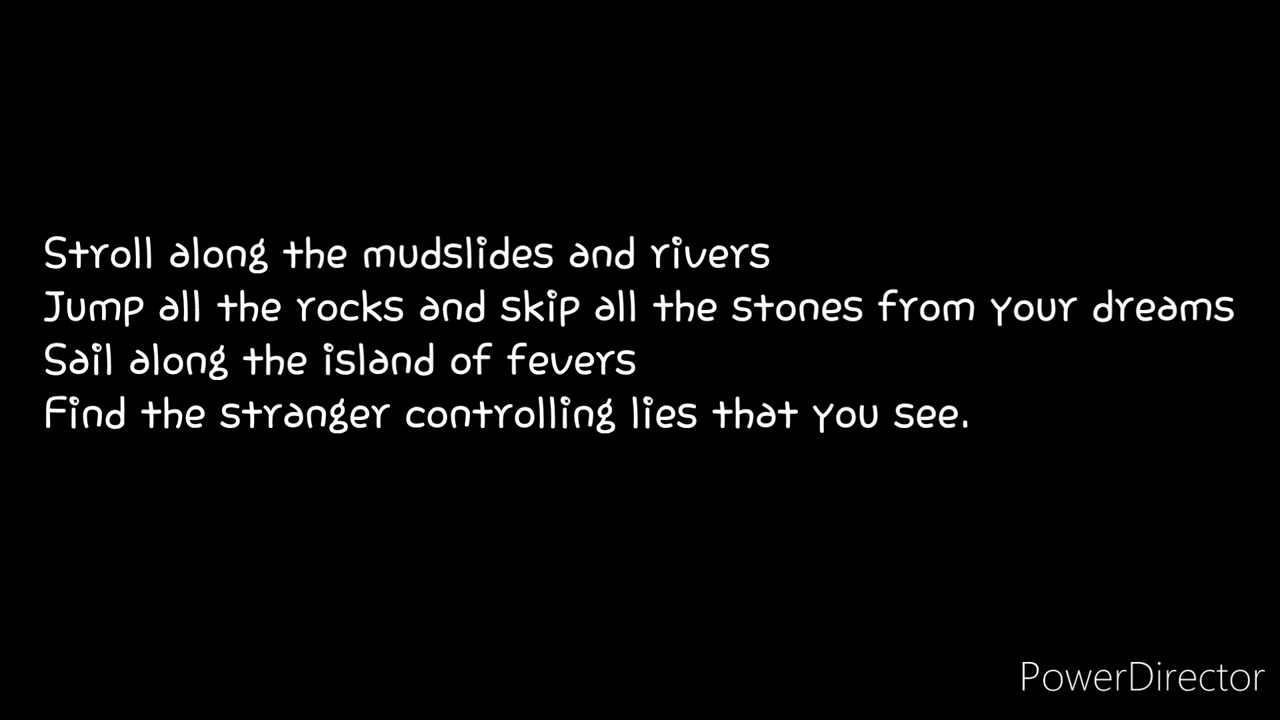 Stroll along the mudslides and rivers
Jump all the rocks and skip all the stones from your dreams
Sail along the island of fevers
Find the stranger controlling lies that you see.
PowerDirector